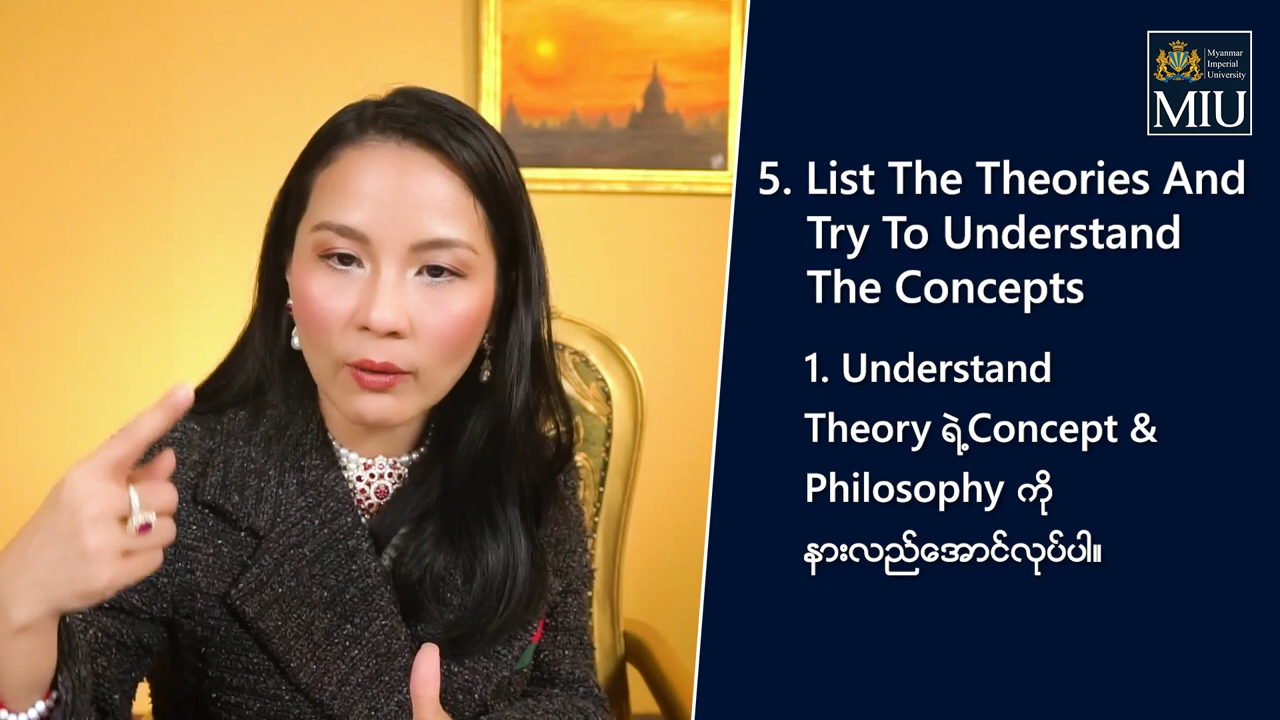 Myanmar
Imperial
University
MIU
5. List The Theories And
Try To Understand
The Concepts
1. Understand
Theory ရဲ့Concept &
Philosophy ကို
နားလည်အောင်လုပ်ပါ။